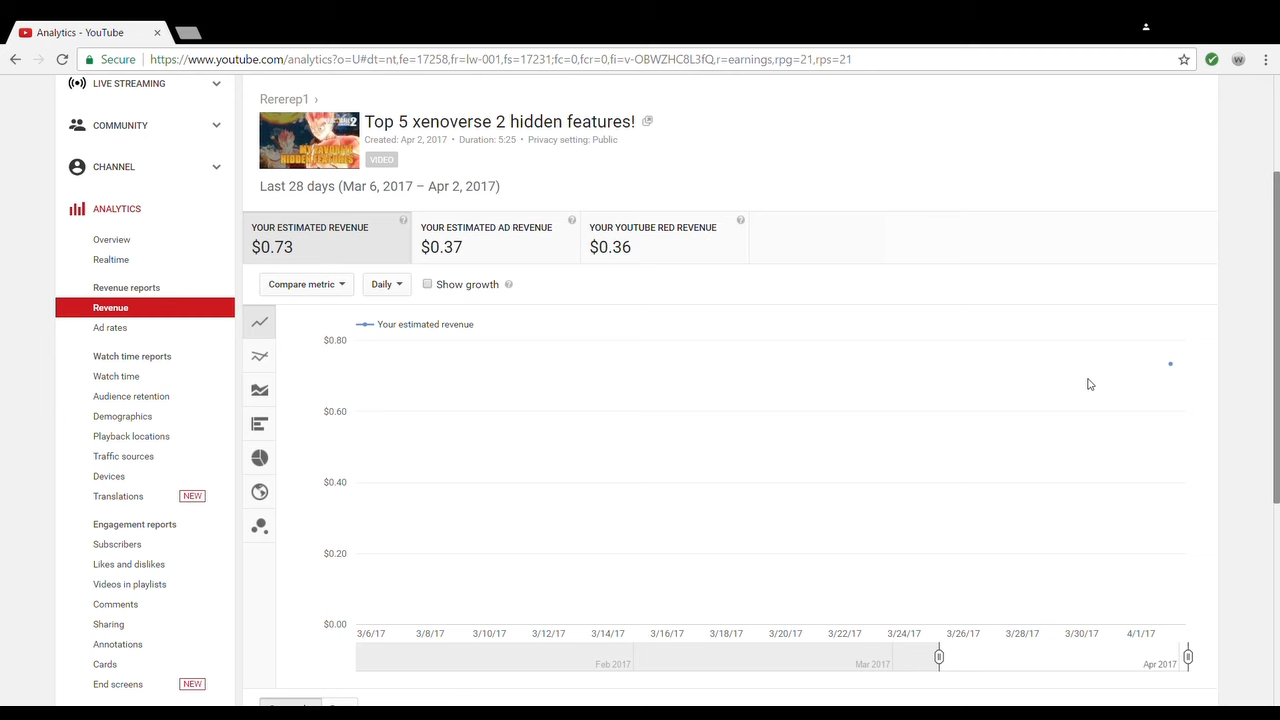 Analytics - YouTube
Secure
https://www.youtube.com/analytics?o=U#dt=nt,fe=17258,fr=lw-001,fs=17231;fc=0,fcr=0,fi=v-OBWZHC8L3fQ,r=earnings,rpg=21,rps=21
LIVE STREAMING
COMMUNITY
CHANNEL
ANALYTICS
Overview
Realtime
Revenue reports
Revenue
Ad rates
Watch time reports
Watch time
Audience retention
Demographics
Playback locations
Traffic sources
Devices
Translations NEW
Engagement reports
Subscribers
Likes and dislikes
Videos in playlists
Comments
Sharing
Annotations
Cards
End screens NEW
Rererep1 ›
Top 5 xenoverse 2 hidden features!
Created: Apr 2, 2017 • Duration: 5:25 • Privacy setting: Public
VIDEO
Last 28 days (Mar 6, 2017 – Apr 2, 2017)
YOUR ESTIMATED REVENUE
$0.73
YOUR ESTIMATED AD REVENUE
$0.37
YOUR YOUTUBE RED REVENUE
$0.36
Compare metric
Daily
Show growth
Your estimated revenue
$0.80
$0.60
$0.40
$0.20
$0.00
3/6/17 3/8/17 3/10/17 3/12/17 3/14/17 3/16/17 3/18/17 3/20/17 3/22/17 3/24/17 3/26/17 3/28/17 3/30/17 4/1/17
Feb 2017 Mar 2017 Apr 2017